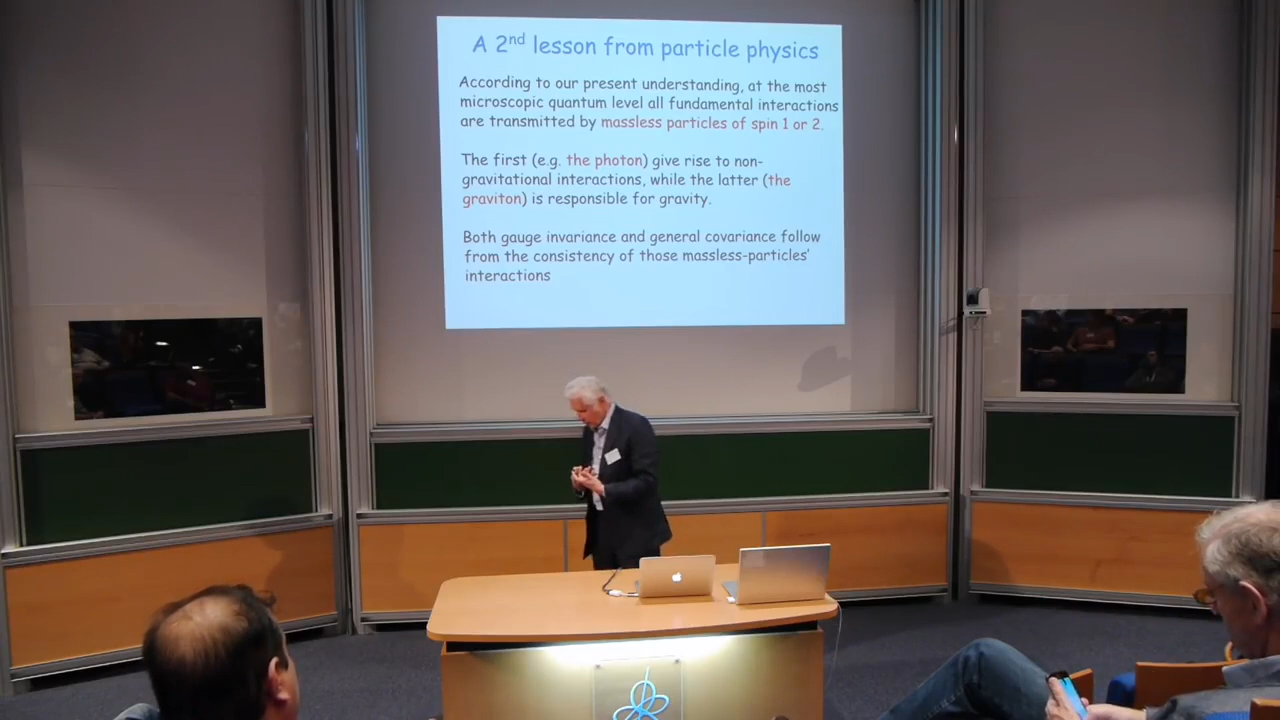 A 2nd lesson from particle physics
According to our present understanding, at the most
microscopic quantum level all fundamental interactions
are transmitted by massless particles of spin 1 or 2.
The first (e.g. the photon) give rise to non-
gravitational interactions, while the latter (the
graviton) is responsible for gravity.
Both gauge invariance and general covariance follow
from the consistency of those massless-particles'
interactions